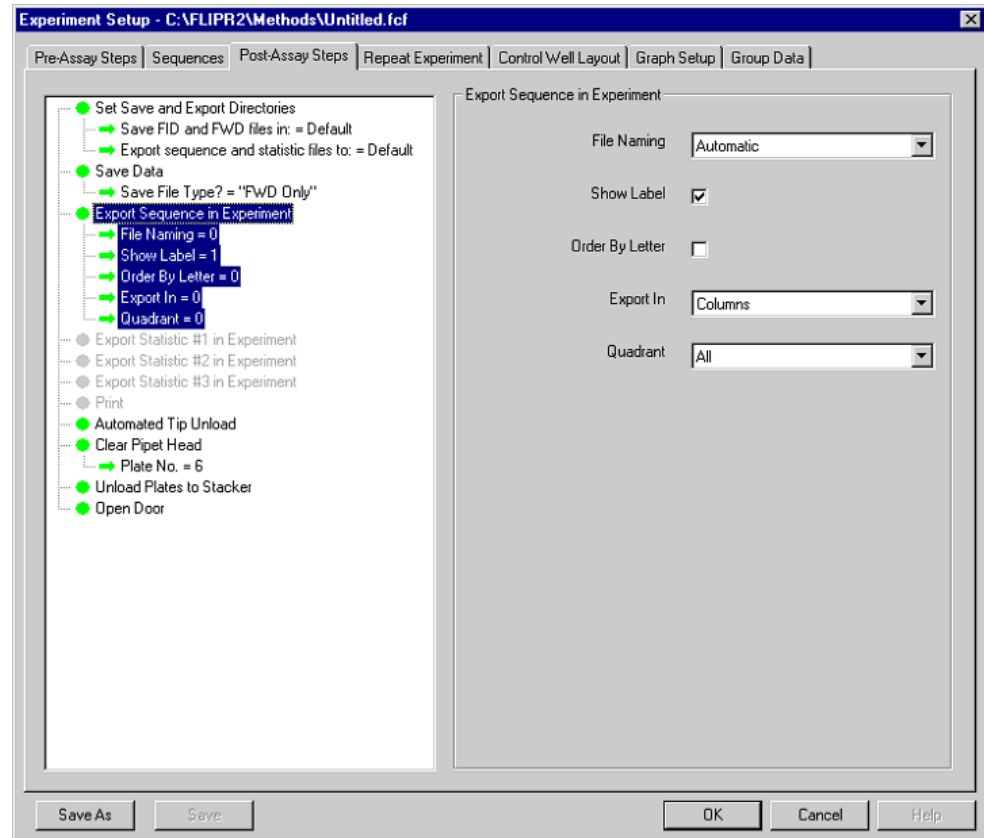 Experiment Setup - C:\FLIPR2\Methods\Untitled.fcf
Pre-Assay Steps Sequences Post-Assay Steps Repeat Experiment Control Well Layout Graph Setup Group Data
Set Save and Export Directories
Save FID and FWD files in: = Default
Export sequence and statistic files to: = Default
Save Data
Save File Type? = "FWD Only"
Export Sequence in Experiment
File Naming = 0
Show Label = 1
Order By Letter = 0
Export In = 0
Quadrant = 0
Export Statistic #1 in Experiment
Export Statistic #2 in Experiment
Export Statistic #3 in Experiment
Print
Automated Tip Unload
Clear Pipet Head
Plate No. = 6
Unload Plates to Stacker
Open Door
Export Sequence in Experiment
File Naming Automatic
Show Label
Order By Letter
Export In Columns
Quadrant All
Save As Save OK Cancel Help